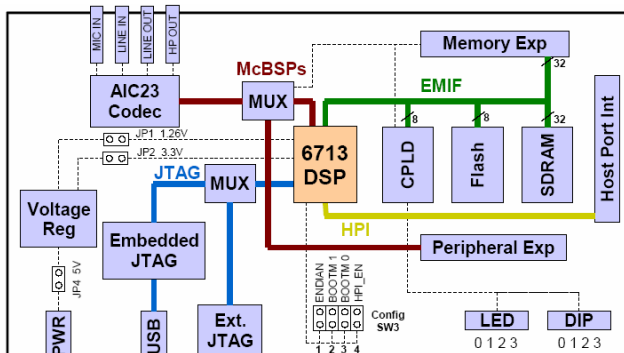 MIC IN
LINE IN
LINE OUT
HP OUT
Memory Exp
McBSPs
32
AIC23
Codec
MUX
EMIF
JP1 1.26V
JP2 3.3V
6713
DSP
8
8
32
CPLD
Flash
SDRAM
Host Port Int
JTAG
MUX
Voltage
Reg
HPI
Embedded
JTAG
Peripheral Exp
JP4 5V
ENDIAN
BOOTM 1
BOOTM 0
HPI_EN
Config
SW3
1 2 3 4
PWR
USB
Ext.
JTAG
LED
DIP
0 1 2 3
0 1 2 3